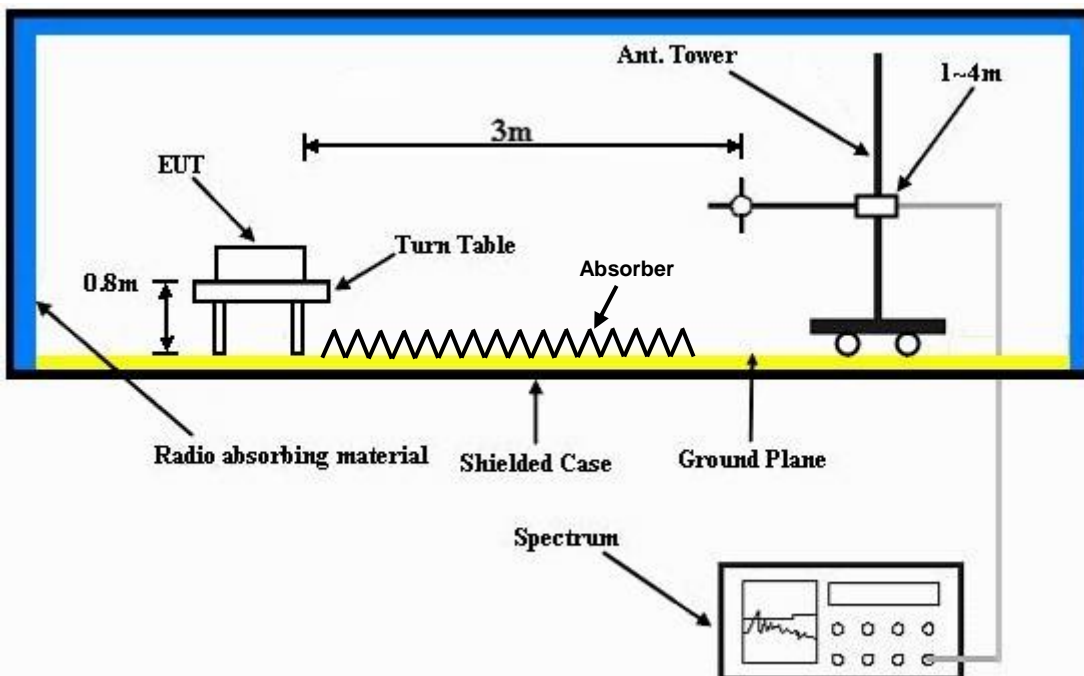 Ant. Tower
1~4m
3m
EUT
Turn Table
0.8m
Absorber
Radio absorbing material
Shielded Case
Ground Plane
Spectrum